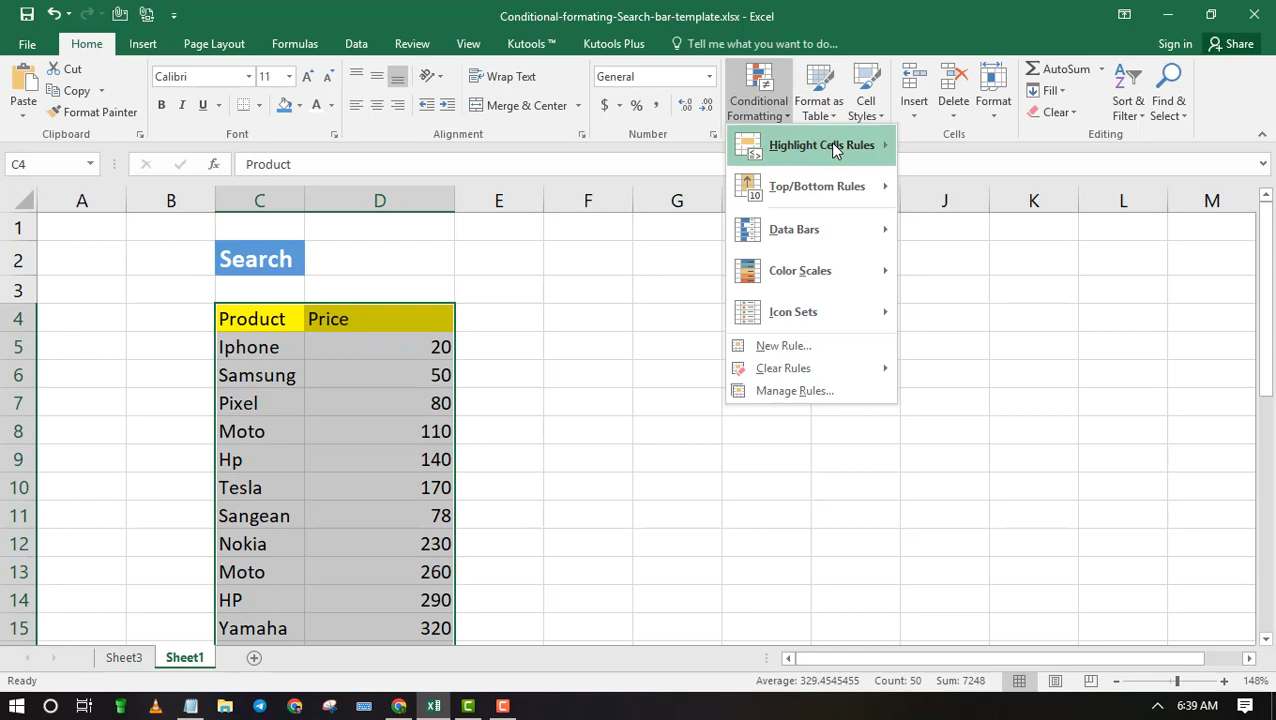 Conditional-formating-Search-bar-template.xlsx - Excel
File Home Insert Page Layout Formulas Data Review View Kutools ™ Kutools Plus Tell me what you want to do... Sign in Share
Paste Cut Copy Format Painter Clipboard
Calibri 11 B I U A A A Font
Wrap Text Merge & Center Alignment
General $ % , Number
Conditional Formatting Format as Table Cell Styles
Insert Delete Format Cells
AutoSum Fill Clear Sort & Filter Find & Select Editing
C4 fx Product
Highlight Cells Rules
Top/Bottom Rules
Data Bars
Color Scales
Icon Sets
New Rule...
Clear Rules
Manage Rules...
A B C D E F G J K L M
1
2 Search
3
4 Product Price
5 Iphone 20
6 Samsung 50
7 Pixel 80
8 Moto 110
9 Hp 140
10 Tesla 170
11 Sangean 78
12 Nokia 230
13 Moto 260
14 HP 290
15 Yamaha 320
Sheet3 Sheet1
Ready Average: 329.4545455 Count: 50 Sum: 7248 148%
6:39 AM